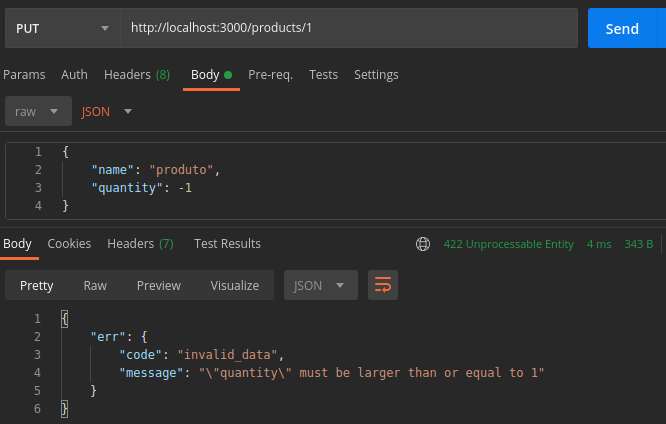 PUT http://localhost:3000/products/1 Send
Params Auth Headers (8) Body Pre-req. Tests Settings
raw JSON
1 {
2 "name": "produto",
3 "quantity": -1
4 }
Body Cookies Headers (7) Test Results 422 Unprocessable Entity 4 ms 343 B
Pretty Raw Preview Visualize JSON
1 {
2 "err": {
3 "code": "invalid_data",
4 "message": "\"quantity\" must be larger than or equal to 1"
5 }
6 }